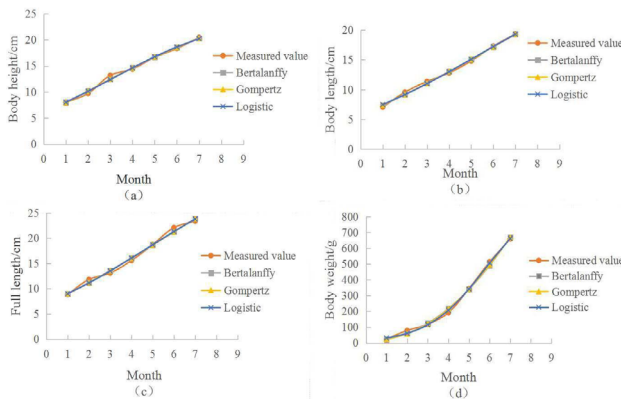 Body height/cm
25
20
15
10
5
0
0 1 2 3 4 5 6 7 8 9
Month
(a)
Measured value
Bertalanffy
Gompertz
Logistic
Body length/cm
20
15
10
5
0
0 1 2 3 4 5 6 7 8 9
Month
(b)
Measured value
Bertalanffy
Gompertz
Logistic
Full length/cm
25
20
15
10
5
0
0 1 2 3 4 5 6 7 8 9
Month
(c)
Measured value
Bertalanffy
Gompertz
Logistic
Body weight/g
800
700
600
500
400
300
200
100
0
0 1 2 3 4 5 6 7 8 9
Month
(d)
Measured value
Bertalanffy
Gompertz
Logistic